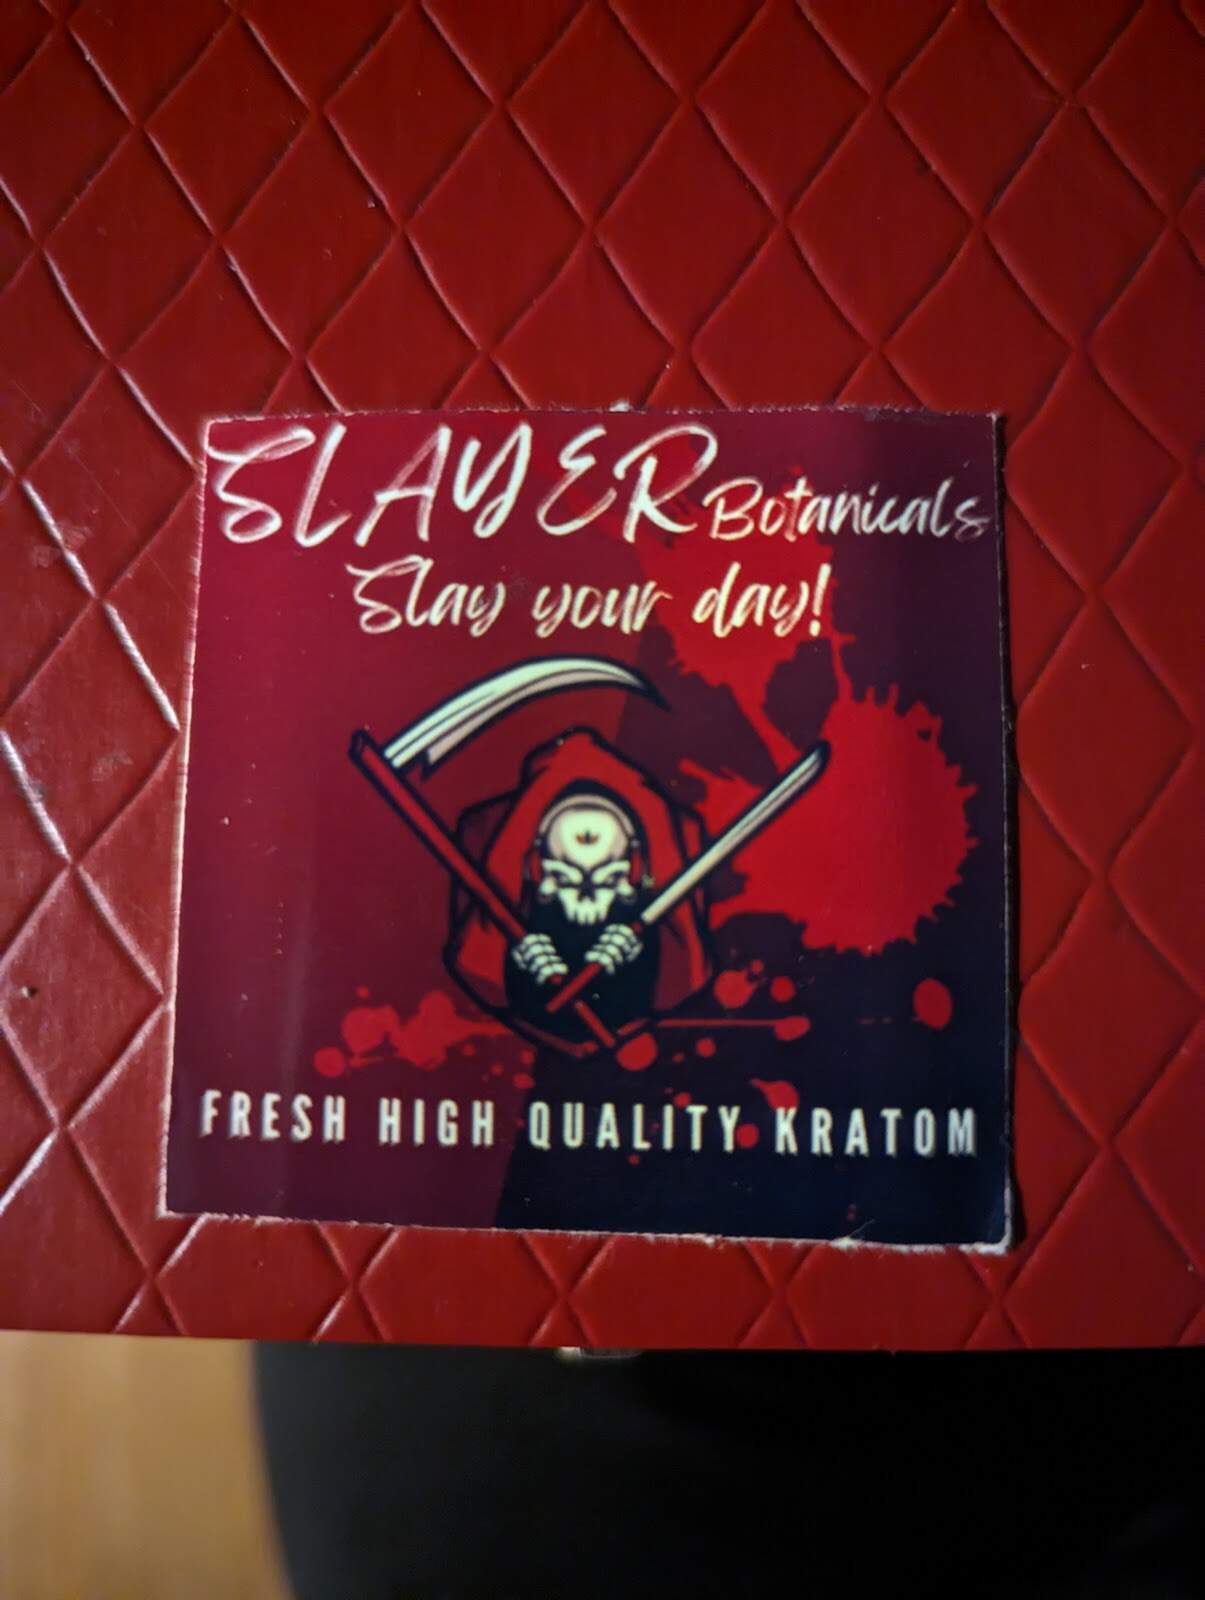 SLAYER Botanicals
Slay your day!
FRESH HIGH QUALITY KRATOM